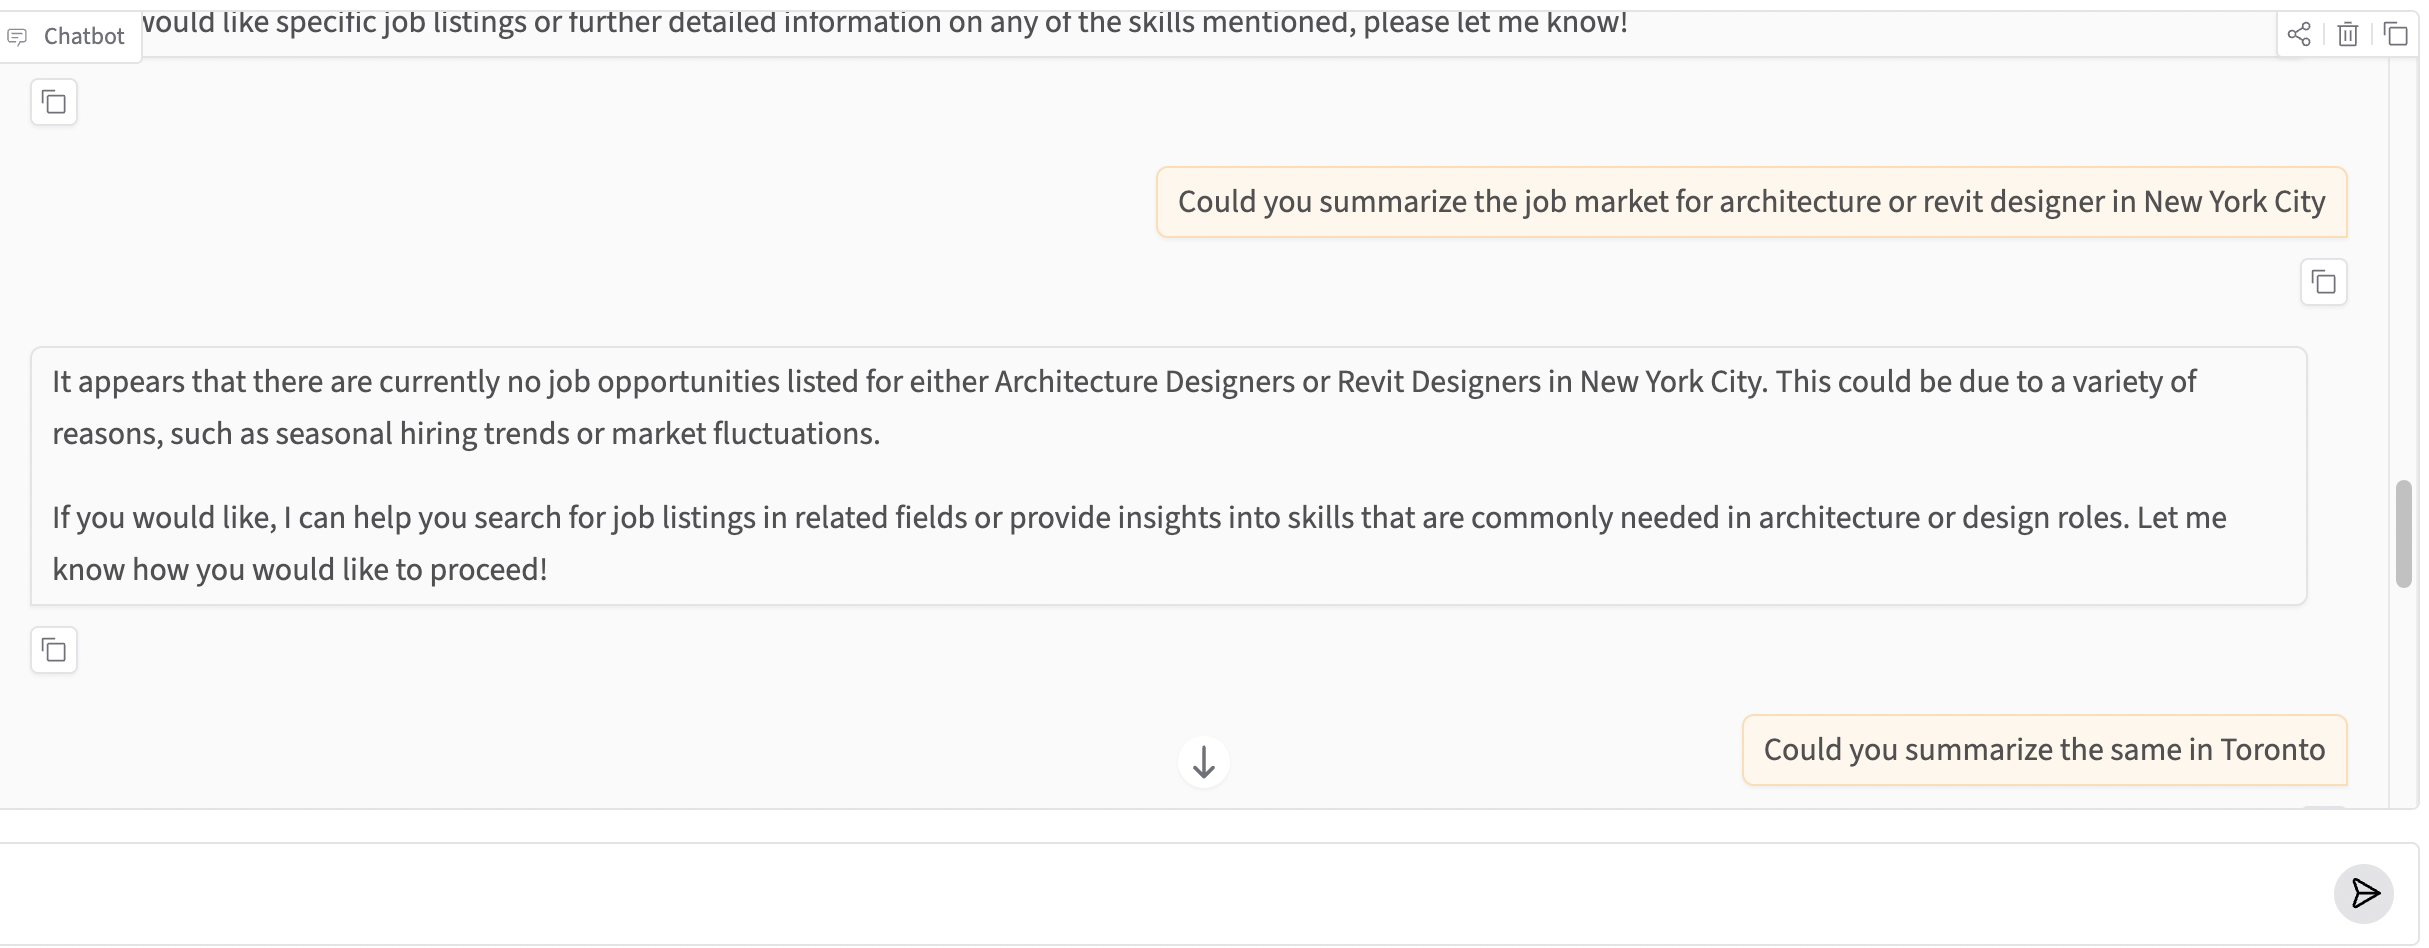 would like specific job listings or further detailed information on any of the skills mentioned, please let me know!
Chatbot
Could you summarize the job market for architecture or revit designer in New York City
It appears that there are currently no job opportunities listed for either Architecture Designers or Revit Designers in New York City. This could be due to a variety of
reasons, such as seasonal hiring trends or market fluctuations.
If you would like, I can help you search for job listings in related fields or provide insights into skills that are commonly needed in architecture or design roles. Let me
know how you would like to proceed!
Could you summarize the same in Toronto